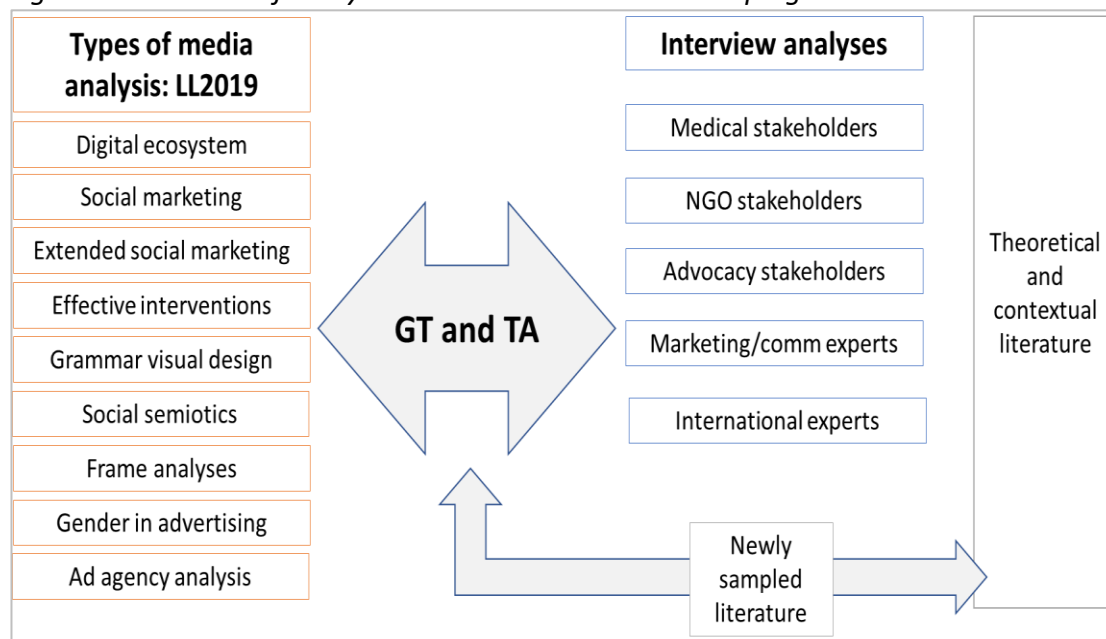 Types of media
analysis: LL2019
Digital ecosystem
Social marketing
Extended social marketing
Effective interventions
Grammar visual design
Social semiotics
Frame analyses
Gender in advertising
Ad agency analysis
GT and TA
Interview analyses
Medical stakeholders
NGO stakeholders
Advocacy stakeholders
Marketing/comm experts
International experts
Newly
sampled
literature
Theoretical
and
contextual
literature